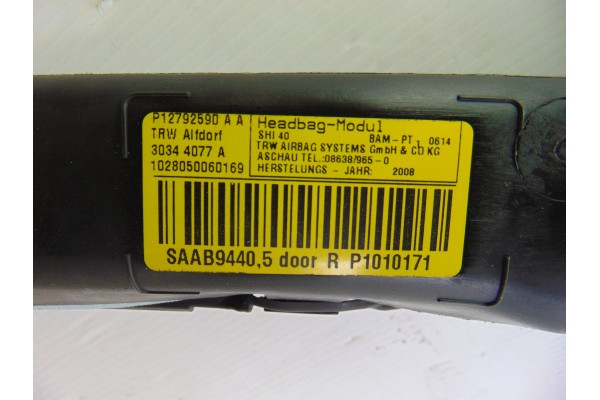 P12792590 A A
TRW Alfdorf
3034 4077 A
1028050060169
Headbag-Modul
SHI 40 BAM-PT, 0614
TRW AIRBAG SYSTEMS GmbH & CO KG
ASCHAU TEL.:08638/965-0
HERSTELUNGS - JAHR: 2008
SAAB9440,5 door R P1010171